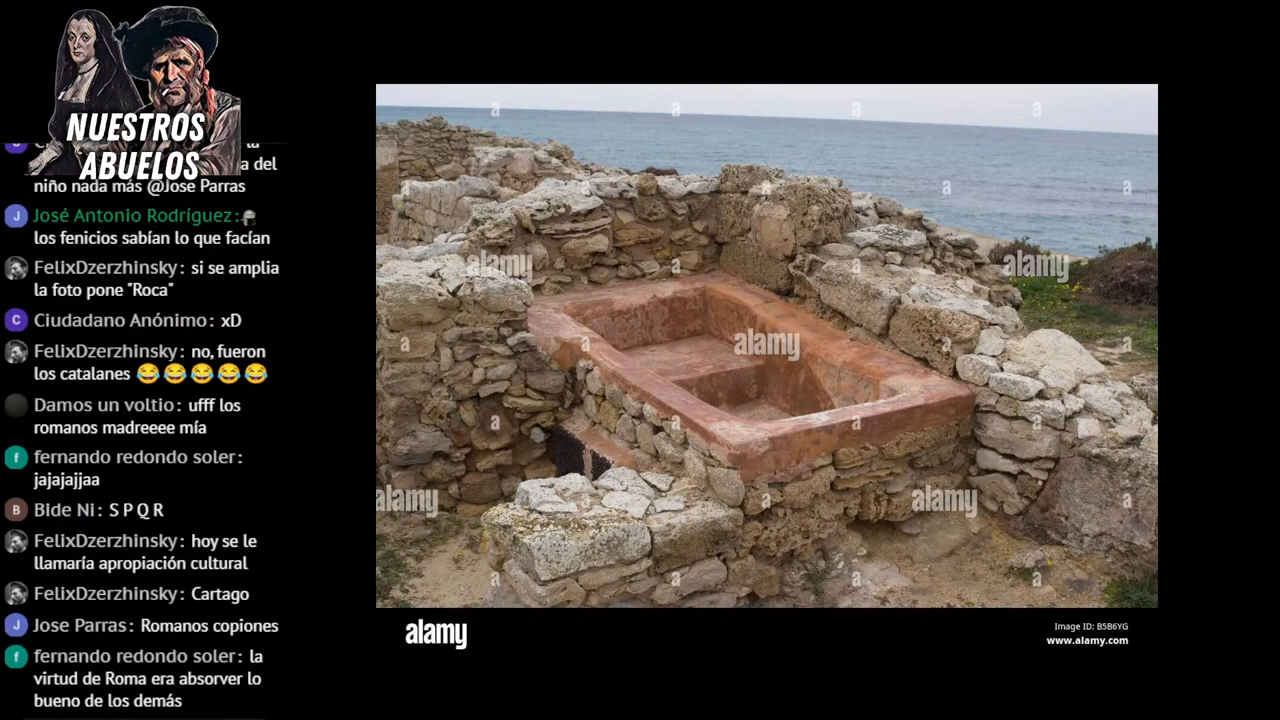 NUESTROS
ABUELOS
a del
niño nada más @Jose Parras
José Antonio Rodríguez:
los fenicios sabían lo que facían
FelixDzerzhinsky: si se amplia
la foto pone "Roca"
Ciudadano Anónimo: xD
FelixDzerzhinsky: no, fueron
los catalanes 😂😂😂😂😂
Damos un voltio: ufff los
romanos madreeee mía
fernando redondo soler:
jajajajjaa
Bide Ni: S P Q R
FelixDzerzhinsky: hoy se le
llamaría apropiación cultural
FelixDzerzhinsky: Cartago
Jose Parras: Romanos copiones
fernando redondo soler: la
virtud de Roma era absorver lo
bueno de los demás
a a a a
a a a
alamy alamy
a alamy a
a a a
alamy alamy a
a a a
alamy
Image ID: B5B6YG
www.alamy.com